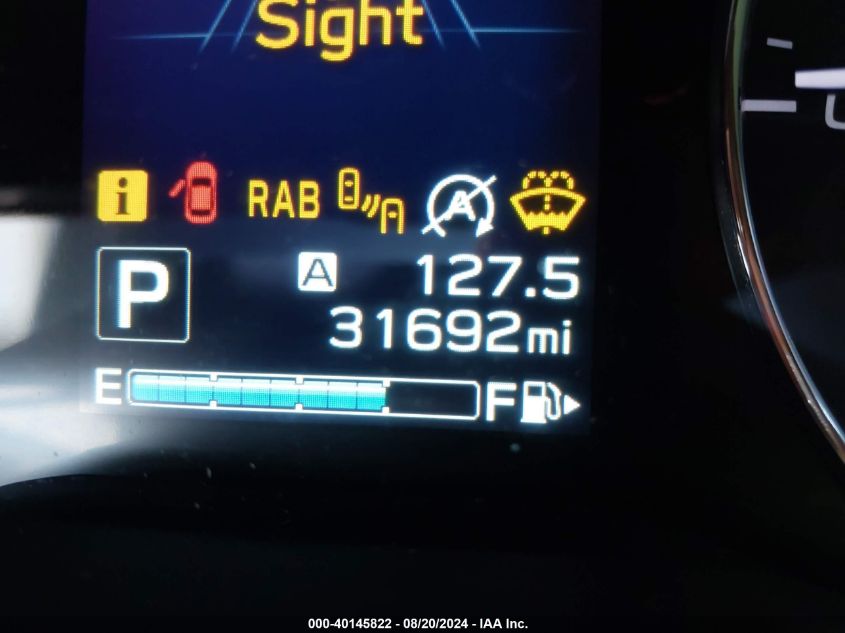 Sight
i RAB A
P A 127.5
31692mi
E F
000-40145822 - 08/20/2024 - IAA Inc.